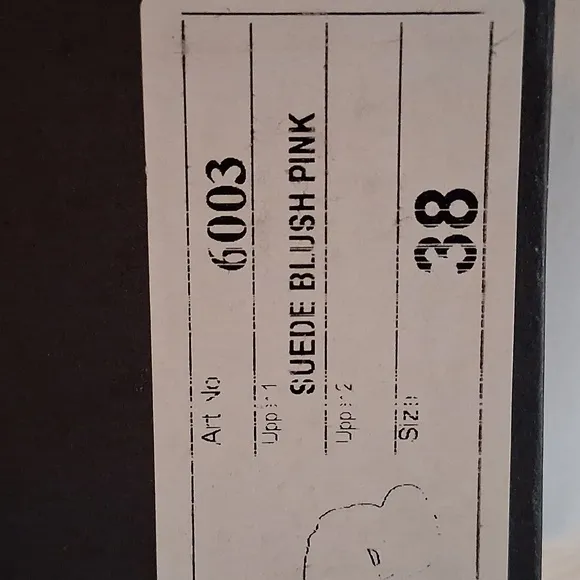 Art No 6003
Upper 1 SUEDE BLUSH PINK
Upper 2
Size 38